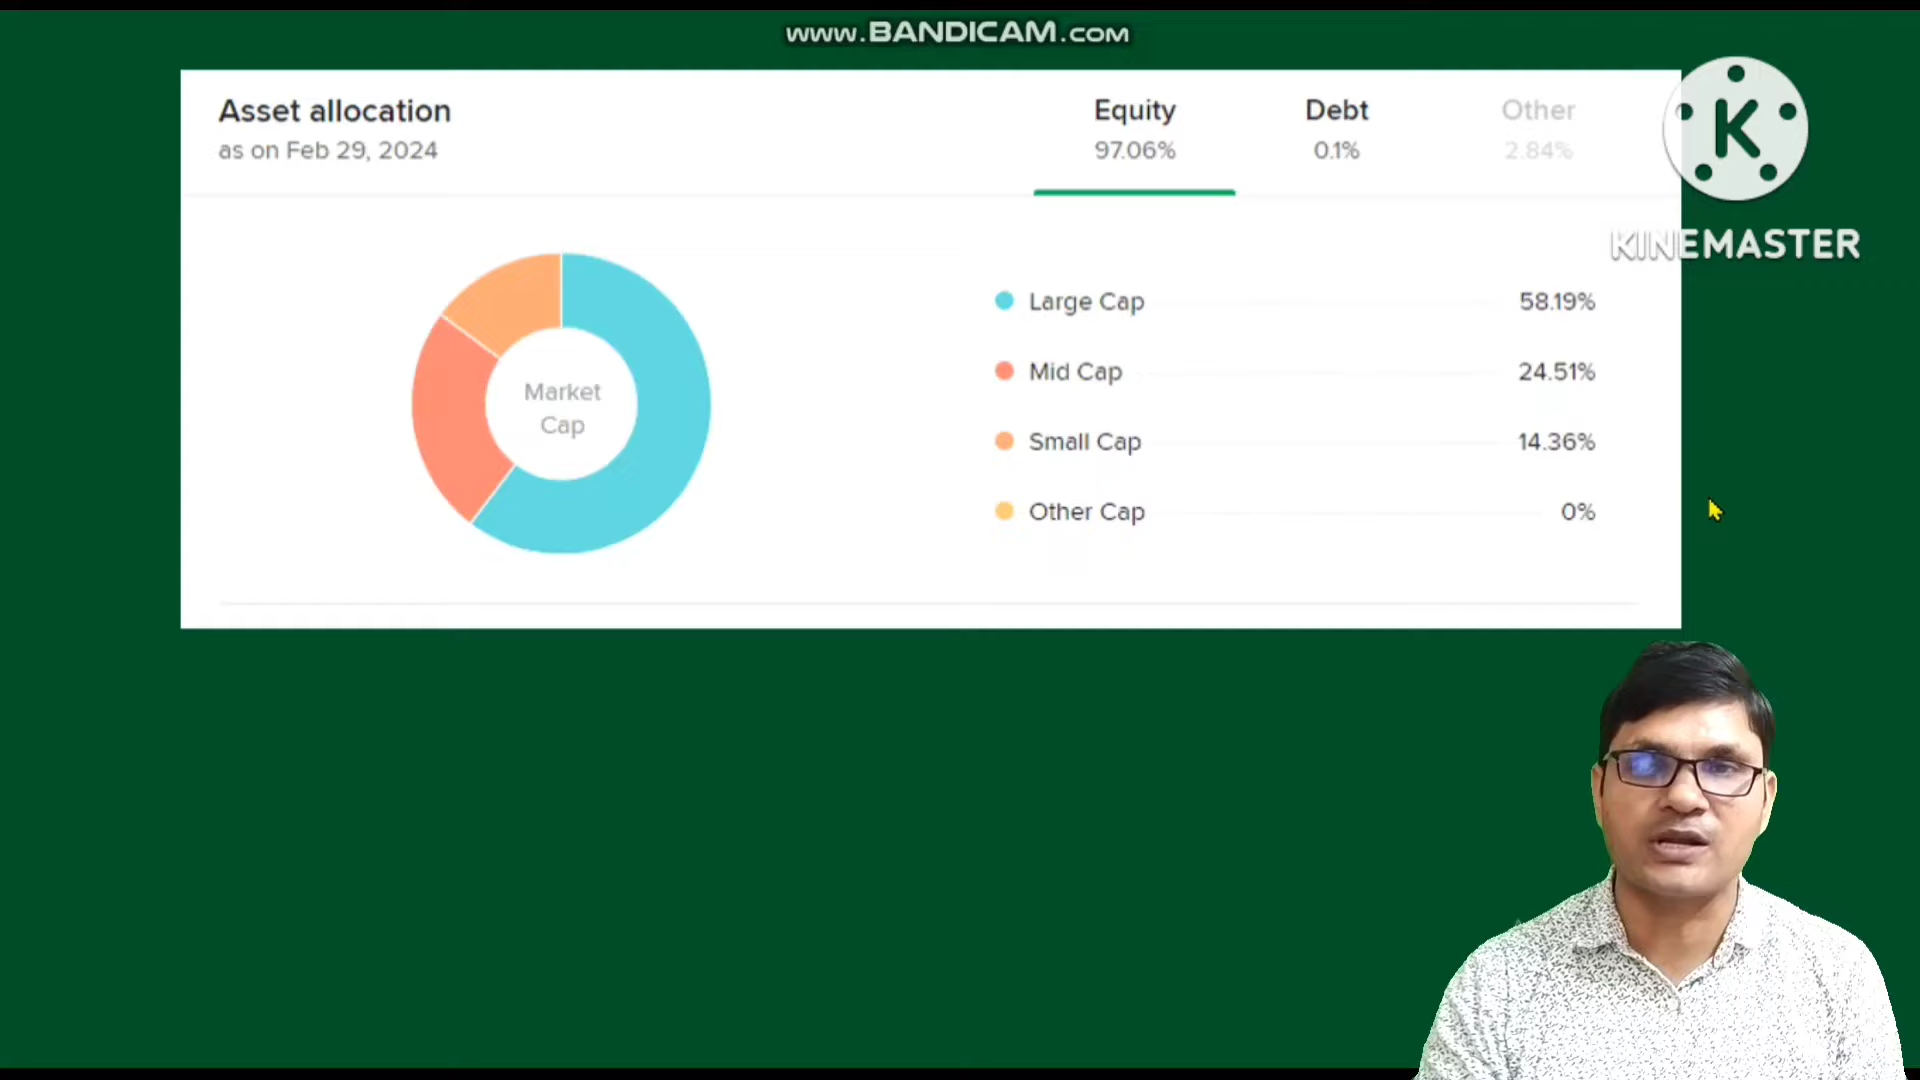 www.BANDICAM.com
Asset allocation
as on Feb 29, 2024
Equity
97.06%
Debt
0.1%
Other
2.84%
K
KINEMASTER
Market
Cap
Large Cap 58.19%
Mid Cap 24.51%
Small Cap 14.36%
Other Cap 0%